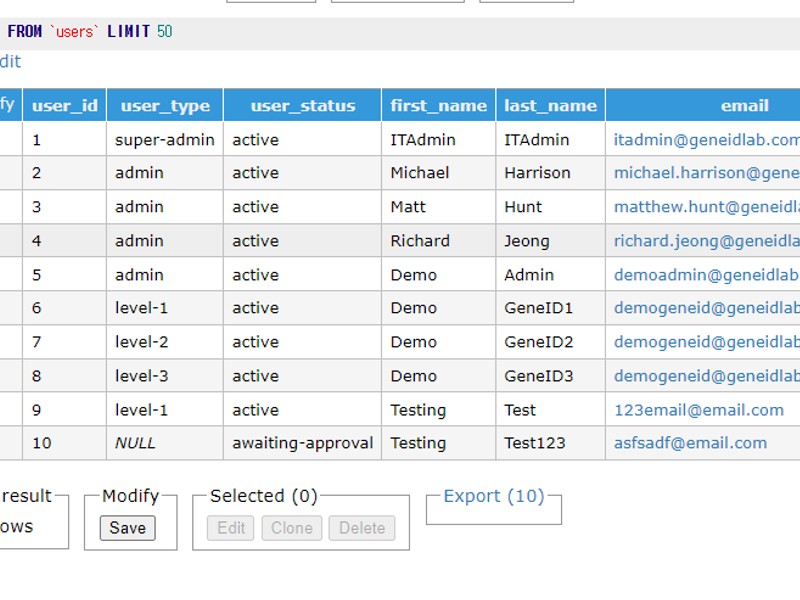 FROM `users` LIMIT 50
dit
fy user_id user_type user_status first_name last_name email
1 super-admin active ITAdmin ITAdmin itadmin@geneidlab.com
2 admin active Michael Harrison michael.harrison@gene
3 admin active Matt Hunt matthew.hunt@geneidla
4 admin active Richard Jeong richard.jeong@geneidla
5 admin active Demo Admin demoadmin@geneidlab
6 level-1 active Demo GeneID1 demogeneid@geneidlab
7 level-2 active Demo GeneID2 demogeneid@geneidlab
8 level-3 active Demo GeneID3 demogeneid@geneidlab
9 level-1 active Testing Test 123email@email.com
10 NULL awaiting-approval Testing Test123 asfsadf@email.com
result Modify Selected (0) Export (10)
ows Save Edit Clone Delete